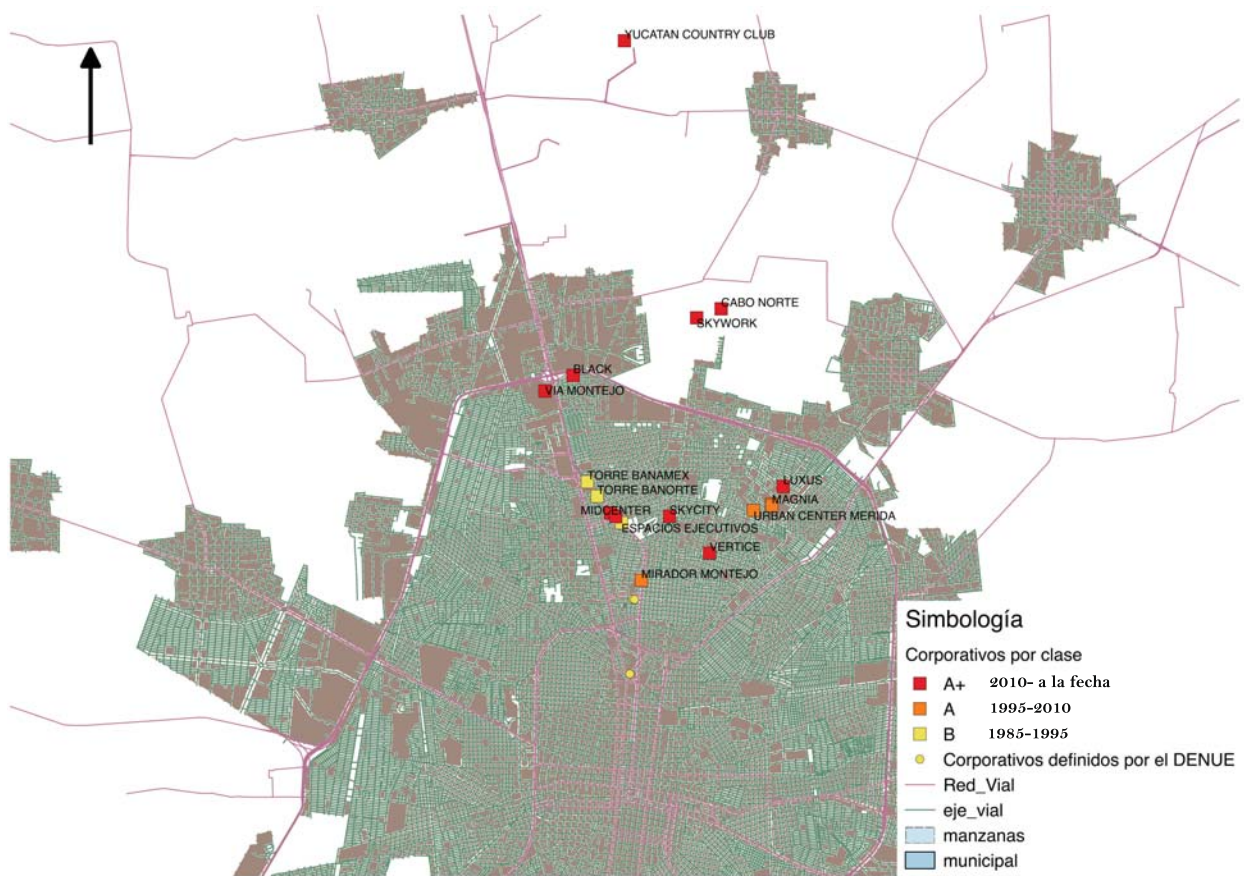 YUCATAN COUNTRY CLUB
CABO NORTE
SKYWORK
BLACK
VIA MONTEJO
TORRE BANAMEX
TORRE BANORTE
LUXUS
MAGNIA
MIDCENTER
SKYCITY
URBAN CENTER MERIDA
ESPACIOS EJECUTIVOS
VERTICE
MIRADOR MONTEJO
Simbología
Corporativos por clase
A+ 2010- a la fecha
A 1995-2010
B 1985-1995
Corporativos definidos por el DENUE
Red_Vial
eje_vial
manzanas
municipal